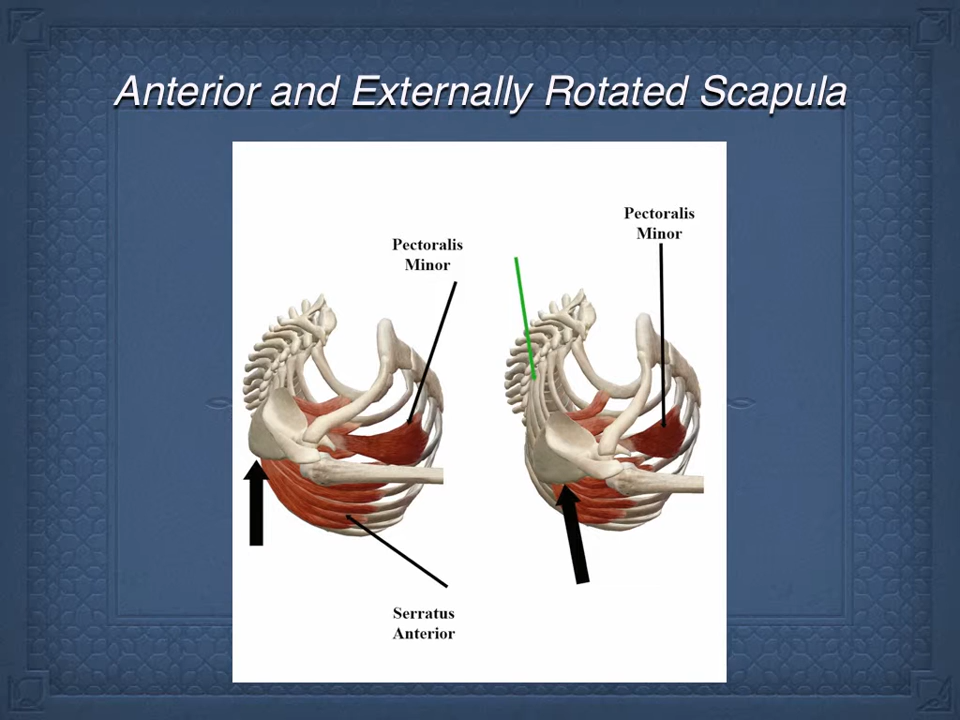 Anterior and Externally Rotated Scapula
Pectoralis
Minor
Pectoralis
Minor
Serratus
Anterior